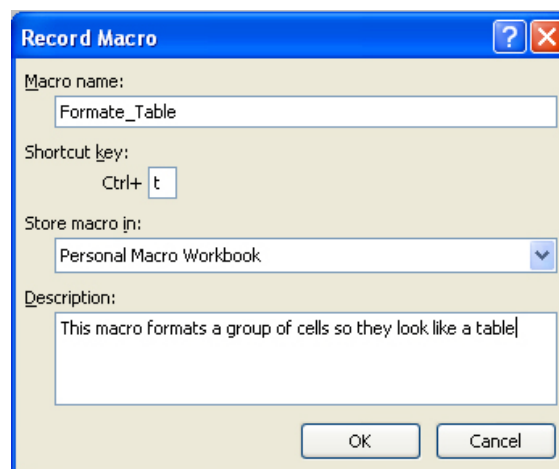 Record Macro
Macro name:
Formate_Table
Shortcut key:
Ctrl+ t
Store macro in:
Personal Macro Workbook
Description:
This macro formats a group of cells so they look like a table
OK Cancel